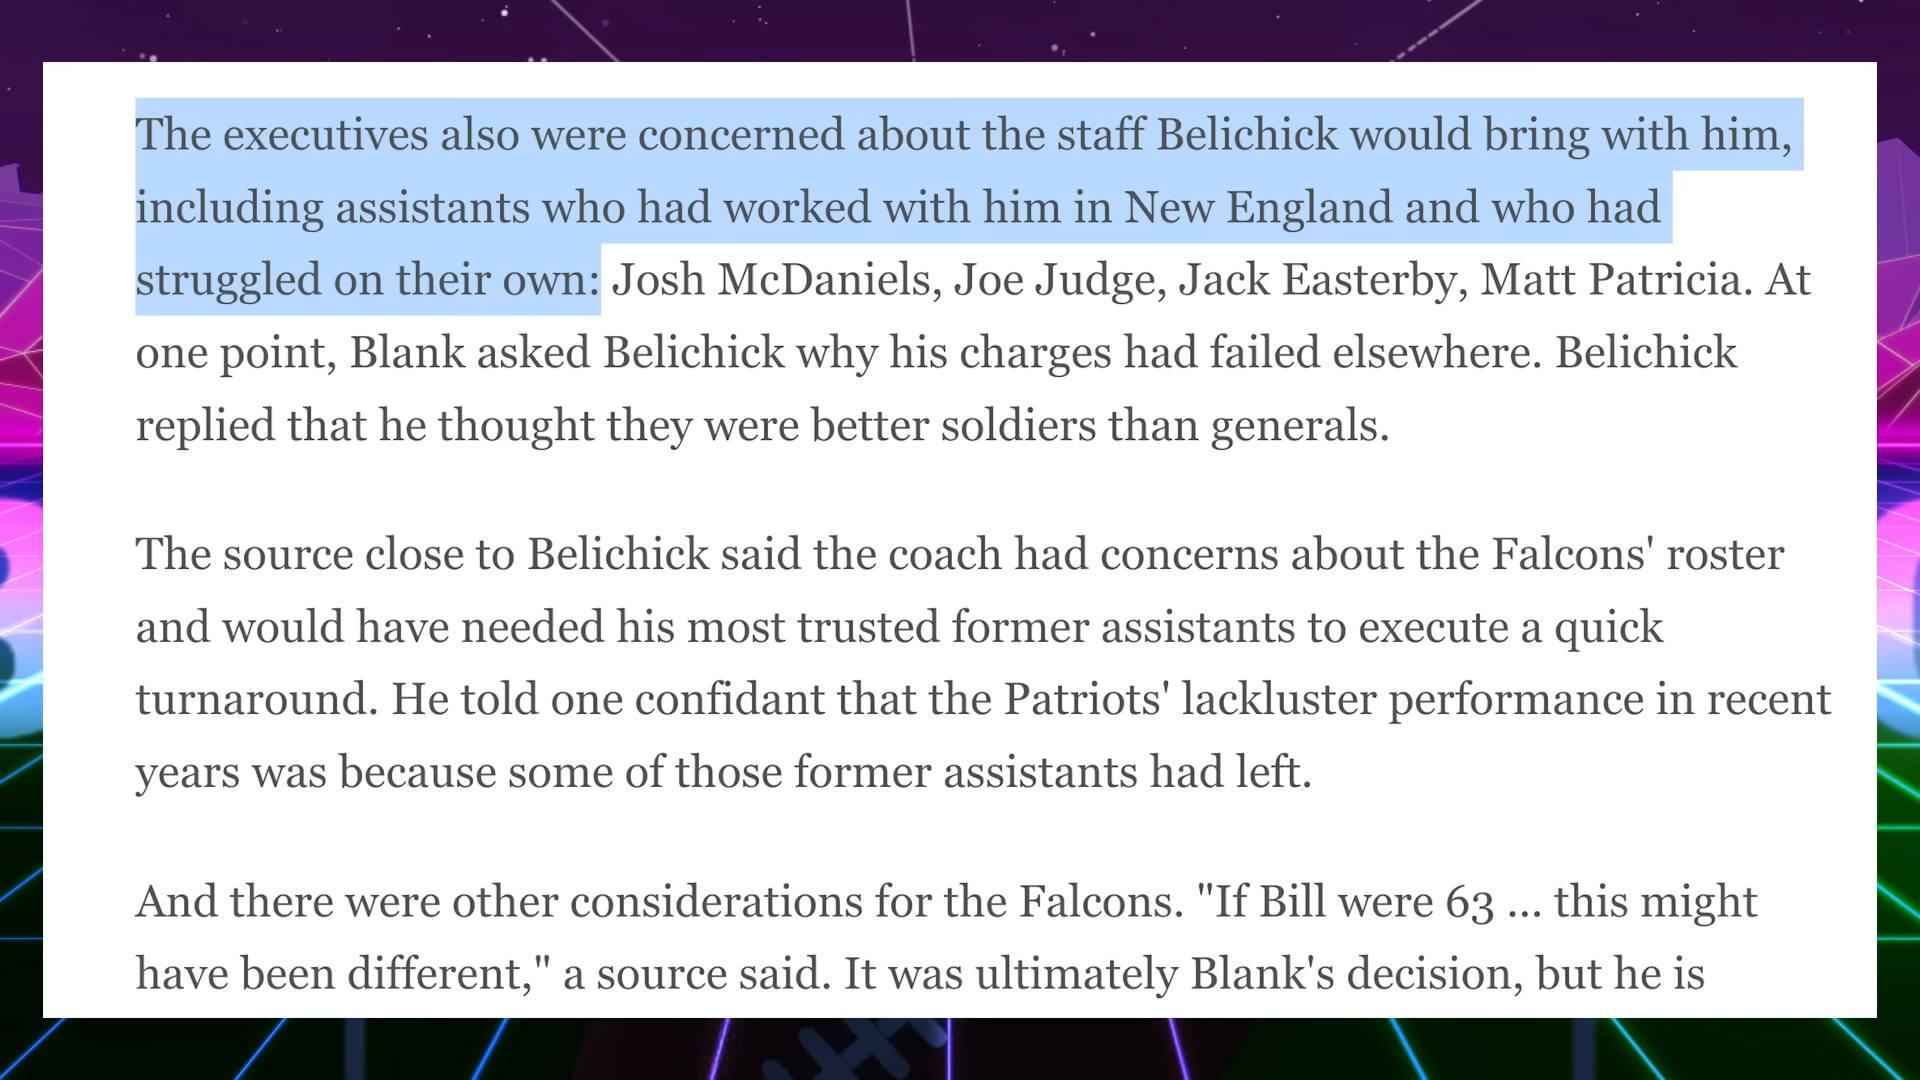 The executives also were concerned about the staff Belichick would bring with him,
including assistants who had worked with him in New England and who had
struggled on their own: Josh McDaniels, Joe Judge, Jack Easterby, Matt Patricia. At
one point, Blank asked Belichick why his charges had failed elsewhere. Belichick
replied that he thought they were better soldiers than generals.
The source close to Belichick said the coach had concerns about the Falcons' roster
and would have needed his most trusted former assistants to execute a quick
turnaround. He told one confidant that the Patriots' lackluster performance in recent
years was because some of those former assistants had left.
And there were other considerations for the Falcons. "If Bill were 63 ... this might
have been different," a source said. It was ultimately Blank's decision, but he is